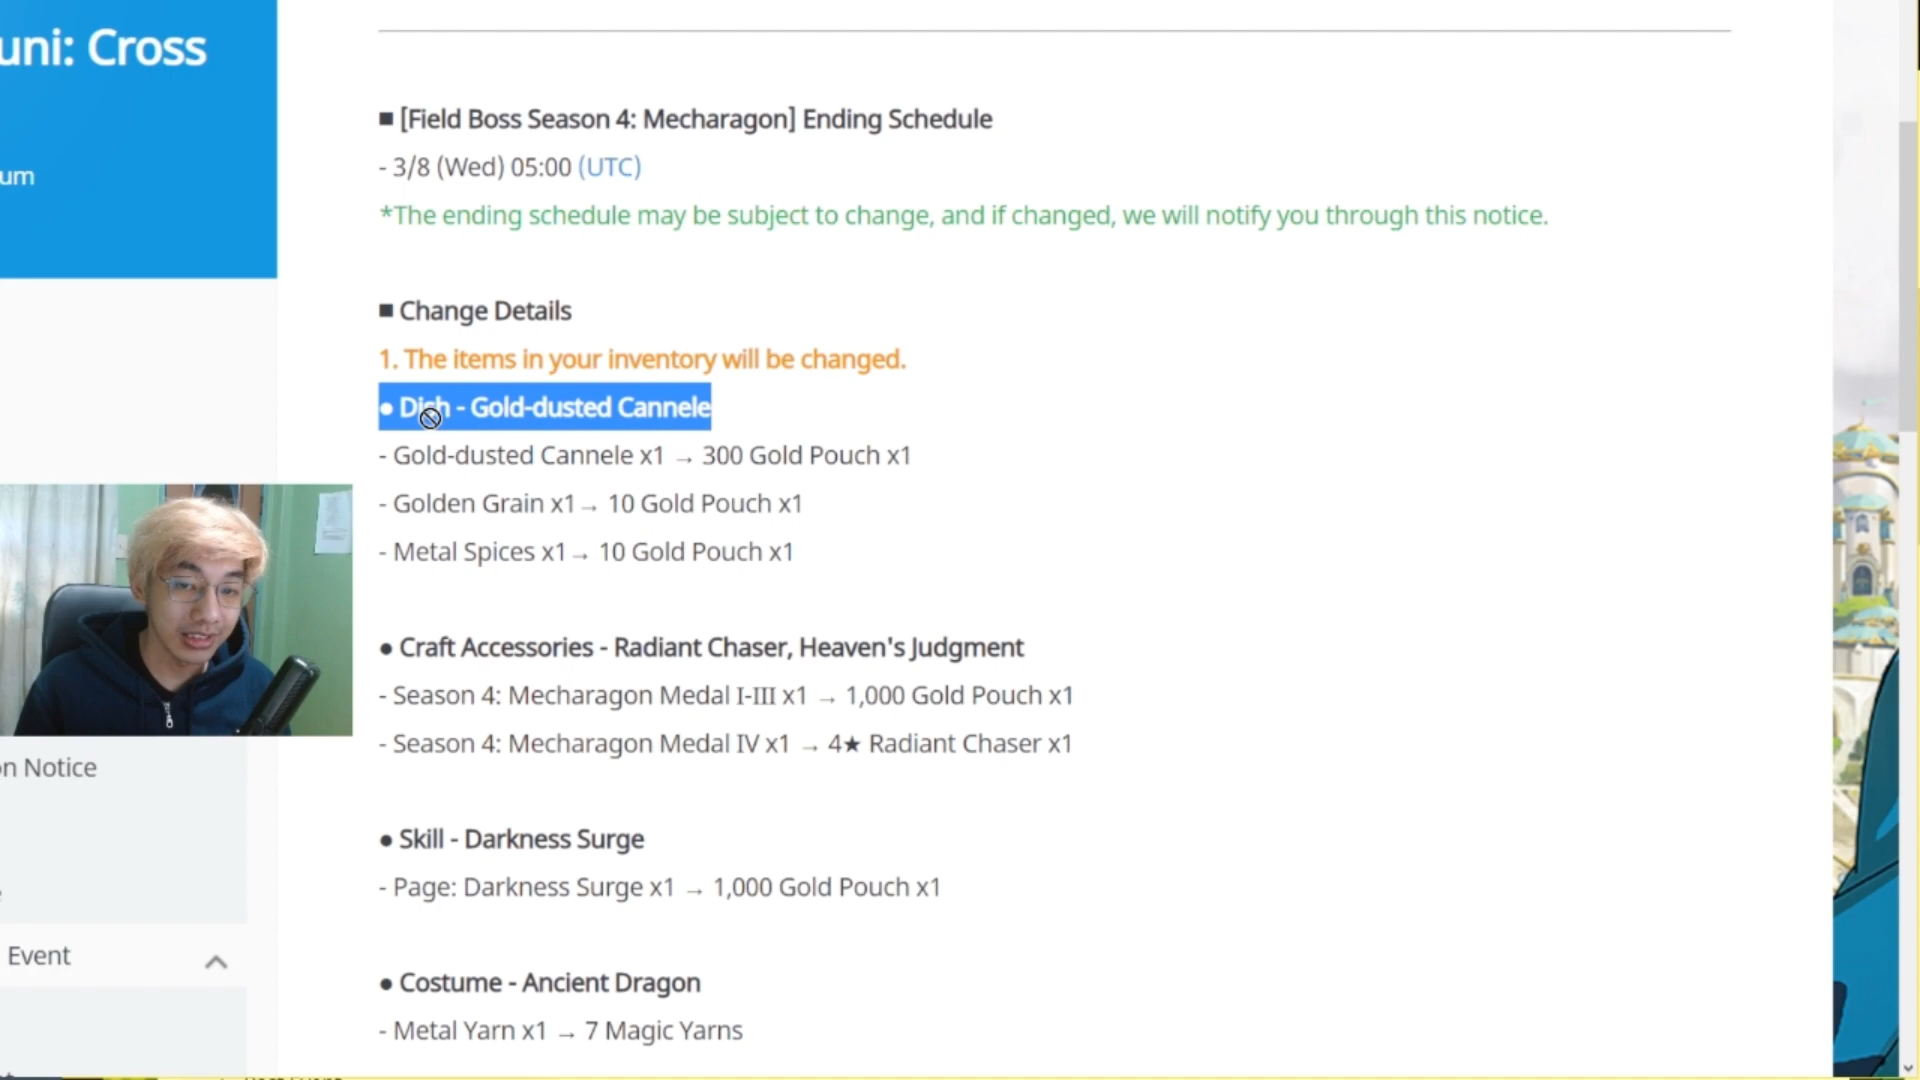 uni: Cross
um
■ [Field Boss Season 4: Mecharagon] Ending Schedule
- 3/8 (Wed) 05:00 (UTC)
*The ending schedule may be subject to change, and if changed, we will notify you through this notice.
■ Change Details
1. The items in your inventory will be changed.
● Dish - Gold-dusted Cannele
- Gold-dusted Cannele x1 → 300 Gold Pouch x1
- Golden Grain x1→ 10 Gold Pouch x1
- Metal Spices x1→ 10 Gold Pouch x1
● Craft Accessories - Radiant Chaser, Heaven's Judgment
- Season 4: Mecharagon Medal I-III x1 → 1,000 Gold Pouch x1
- Season 4: Mecharagon Medal IV x1 → 4★ Radiant Chaser x1
on Notice
● Skill - Darkness Surge
- Page: Darkness Surge x1 → 1,000 Gold Pouch x1
Event
● Costume - Ancient Dragon
- Metal Yarn x1 → 7 Magic Yarns